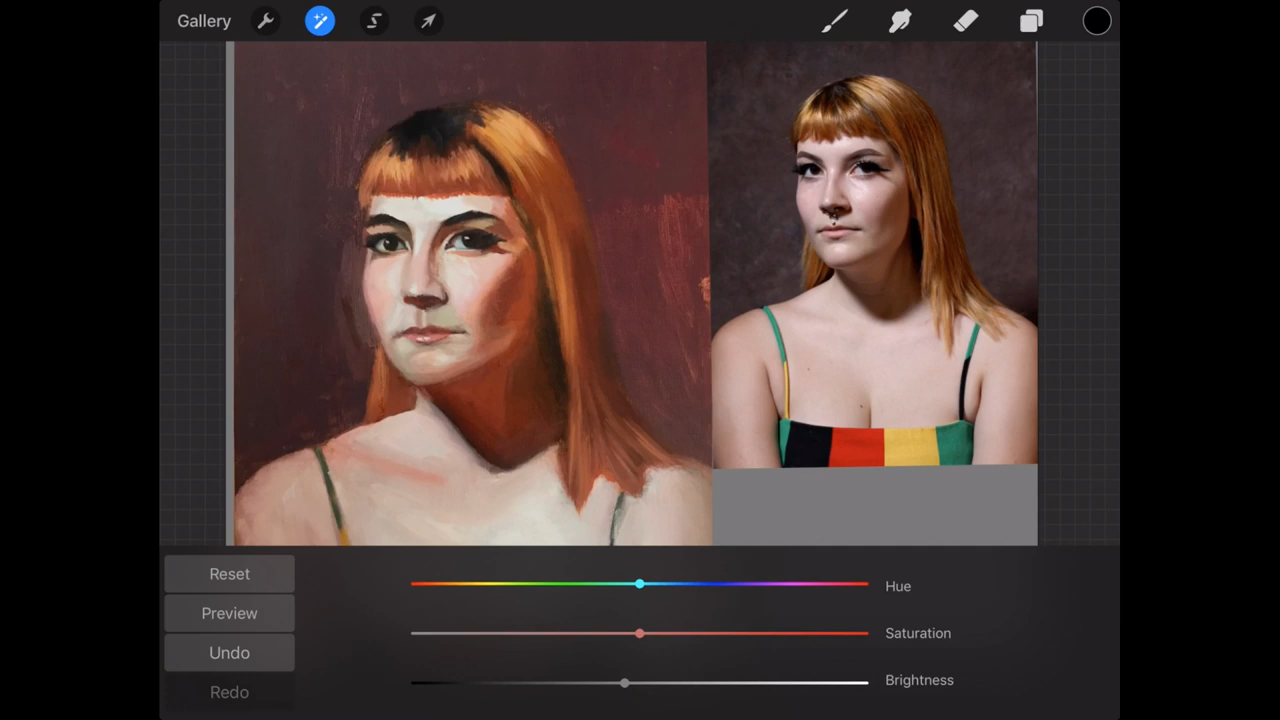 Gallery
Reset
Preview
Undo
Redo
Hue
Saturation
Brightness